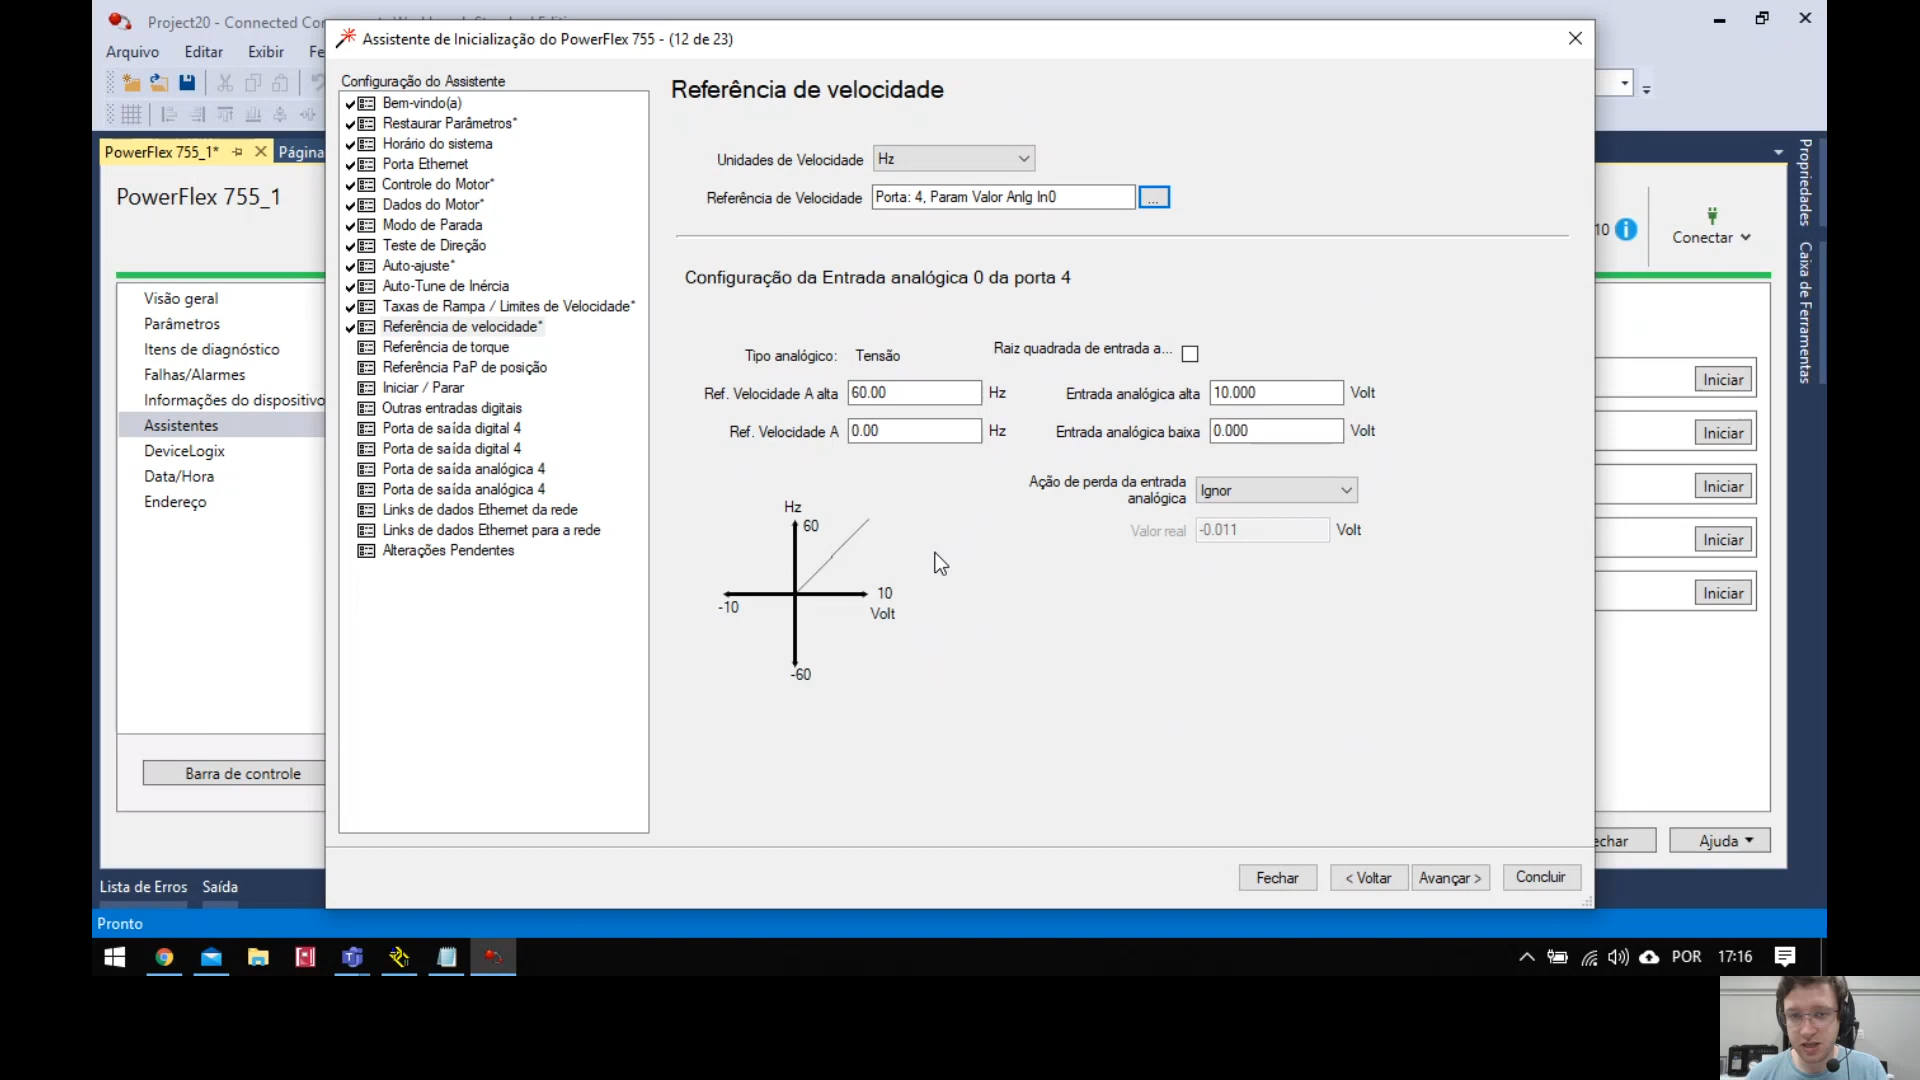 Project20 - Connected Co
Arquivo Editar Exibir Fe
PowerFlex 755_1* Página
PowerFlex 755_1
Visão geral
Parâmetros
Itens de diagnóstico
Falhas/Alarmes
Informações do dispositivo
Assistentes
DeviceLogix
Data/Hora
Endereço
Barra de controle
Lista de Erros Saída
Pronto
Assistente de Inicialização do PowerFlex 755 - (12 de 23)
Configuração do Assistente
Bem-vindo(a)
Restaurar Parâmetros*
Horário do sistema
Porta Ethernet
Controle do Motor*
Dados do Motor*
Modo de Parada
Teste de Direção
Auto-ajuste*
Auto-Tune de Inércia
Taxas de Rampa / Limites de Velocidade*
Referência de velocidade*
Referência de torque
Referência PaP de posição
Iniciar / Parar
Outras entradas digitais
Porta de saída digital 4
Porta de saída digital 4
Porta de saída analógica 4
Porta de saída analógica 4
Links de dados Ethernet da rede
Links de dados Ethernet para a rede
Alterações Pendentes
Referência de velocidade
Unidades de Velocidade Hz
Referência de Velocidade Porta: 4, Param Valor Anlg In0 ...
Configuração da Entrada analógica 0 da porta 4
Tipo analógico: Tensão Raiz quadrada de entrada a...
Ref. Velocidade A alta 60.00 Hz Entrada analógica alta 10.000 Volt
Ref. Velocidade A 0.00 Hz Entrada analógica baixa 0.000 Volt
Ação de perda da entrada
analógica Ignor
Valor real -0.011 Volt
Hz
60
10
-10
Volt
-60
Fechar < Voltar Avançar > Concluir
10 i Conectar
Iniciar
Iniciar
Iniciar
Iniciar
Iniciar
echar Ajuda
Propriedades
Caixa de Ferramentas
POR 17:16